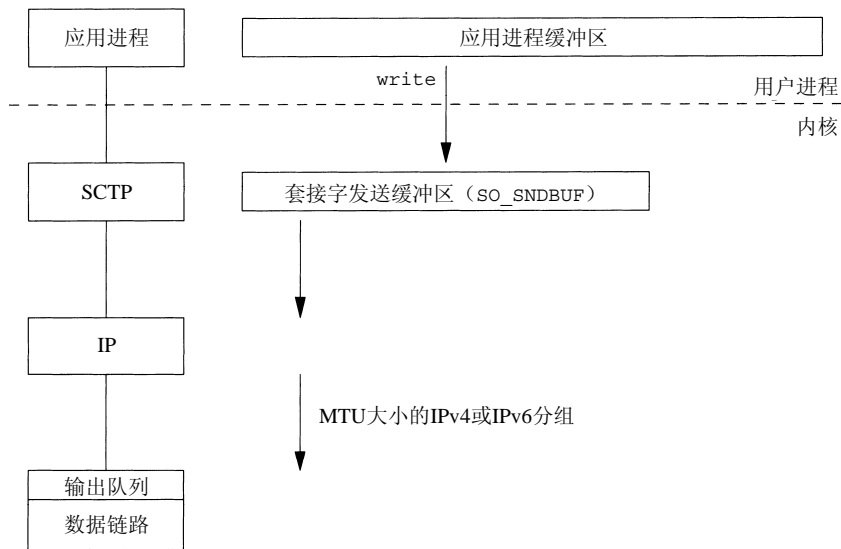 应用进程
应用进程缓冲区
write
用户进程
内核
SCTP
套接字发送缓冲区（SO_SNDBUF）
IP
MTU大小的IPv4或IPv6分组
输出队列
数据链路